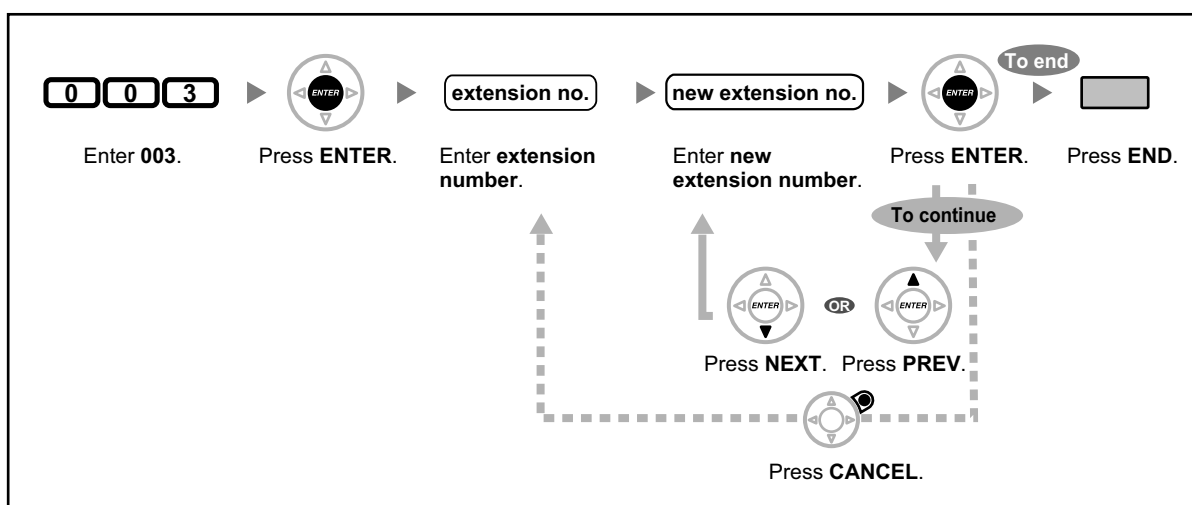 To end
0 0 3 ENTER extension no. new extension no. ENTER
Enter 003. Press ENTER. Enter extension number. Enter new extension number. Press ENTER. Press END.
To continue
ENTER OR ENTER
Press NEXT. Press PREV.
Press CANCEL.